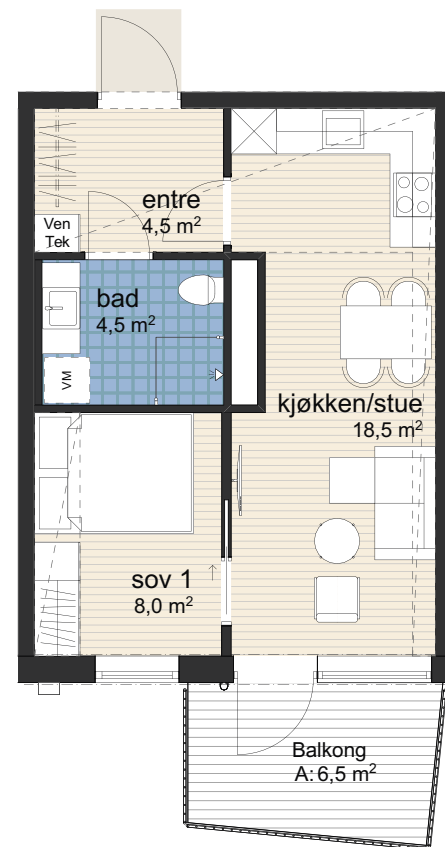 entre
4,5 m²
Ven
Tek
bad
4,5 m²
VM
kjøkken/stue
18,5 m²
sov 1
8,0 m²
Balkong
A: 6,5 m²